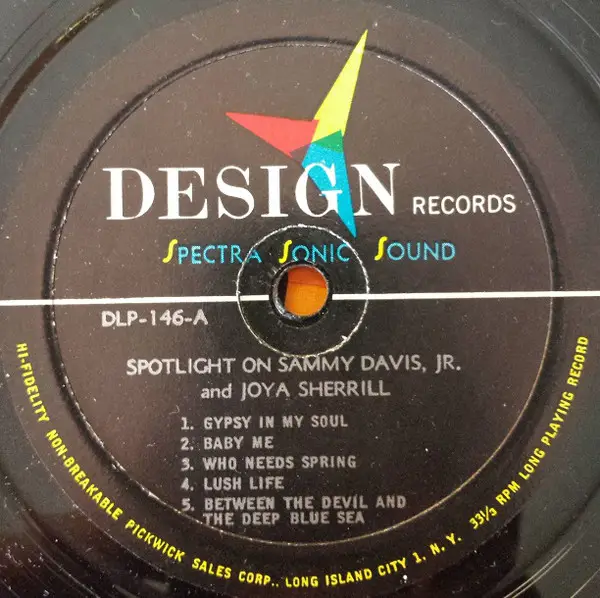 DESIGN RECORDS
SPECTRA SONIC SOUND
DLP-146-A
SPOTLIGHT ON SAMMY DAVIS, JR.
and JOYA SHERRILL
1. GYPSY IN MY SOUL
2. BABY ME
3. WHO NEEDS SPRING
4. LUSH LIFE
5. BETWEEN THE DEVIL AND
THE DEEP BLUE SEA
HI-FIDELITY NON-BREAKABLE PICKWICK SALES CORP., LONG ISLAND CITY 1, N. Y. 33⅓ RPM LONG PLAYING RECORD